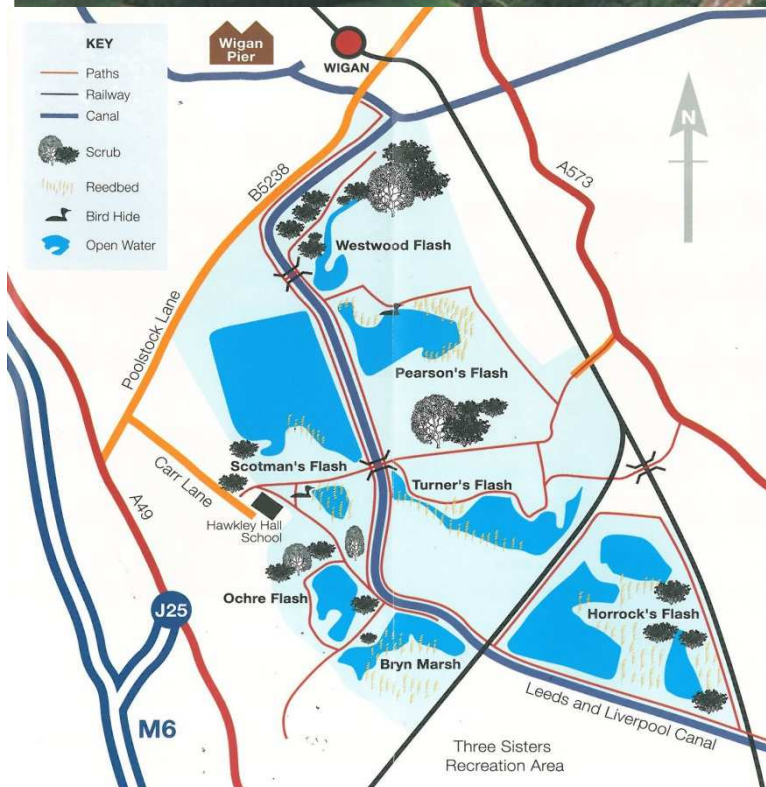 KEY
Paths
Railway
Canal
Scrub
Reedbed
Bird Hide
Open Water
Wigan
Pier
WIGAN
N
A573
B5238
Westwood Flash
Poolstock Lane
Pearson's Flash
Scotman's Flash
Carr Lane
Turner's Flash
A49
Hawkley Hall
School
J25
Ochre Flash
Horrock's Flash
Bryn Marsh
M6
Leeds and Liverpool Canal
Three Sisters
Recreation Area